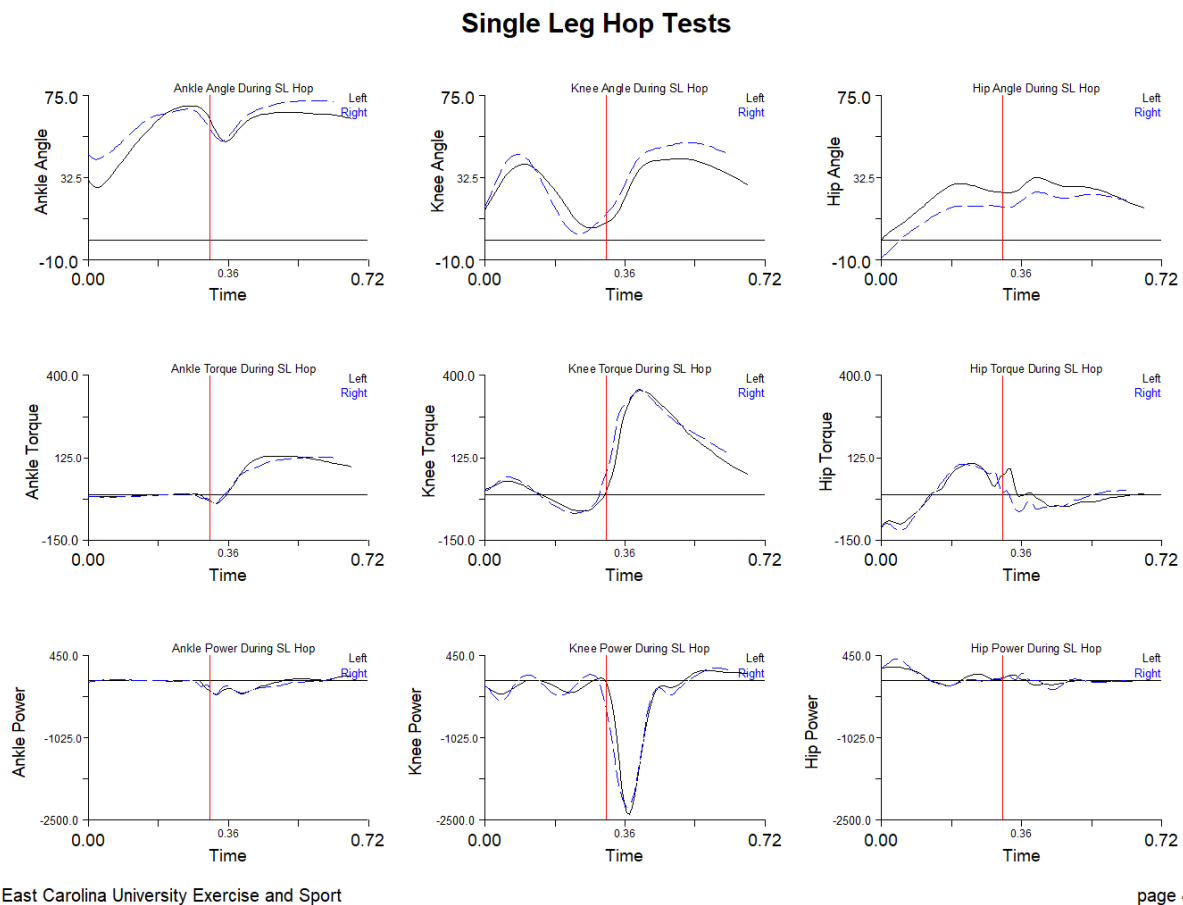 Single Leg Hop Tests
Ankle Angle During SL Hop
75.0
Left
Right
Ankle Angle
32.5
-10.0
0.00
0.36
0.72
Time
Knee Angle During SL Hop
75.0
Left
Right
Knee Angle
32.5
-10.0
0.00
0.36
0.72
Time
Hip Angle During SL Hop
75.0
Left
Right
Hip Angle
32.5
-10.0
0.00
0.36
0.72
Time
Ankle Torque During SL Hop
400.0
Left
Right
Ankle Torque
125.0
-150.0
0.00
0.36
0.72
Time
Knee Torque During SL Hop
400.0
Left
Right
Knee Torque
125.0
-150.0
0.00
0.36
0.72
Time
Hip Torque During SL Hop
400.0
Left
Right
Hip Torque
125.0
-150.0
0.00
0.36
0.72
Time
Ankle Power During SL Hop
450.0
Left
Right
Ankle Power
-1025.0
-2500.0
0.00
0.36
0.72
Time
Knee Power During SL Hop
450.0
Left
Right
Knee Power
-1025.0
-2500.0
0.00
0.36
0.72
Time
Hip Power During SL Hop
450.0
Left
Right
Hip Power
-1025.0
-2500.0
0.00
0.36
0.72
Time
East Carolina University Exercise and Sport
page